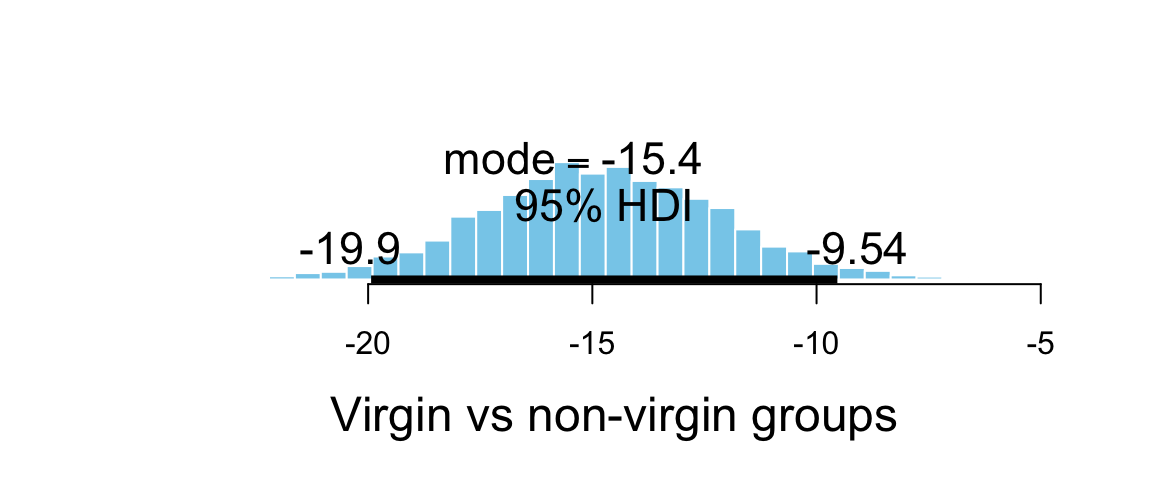 mode = -15.4
95% HDI
-19.9 -9.54
-20 -15 -10 -5
Virgin vs non-virgin groups